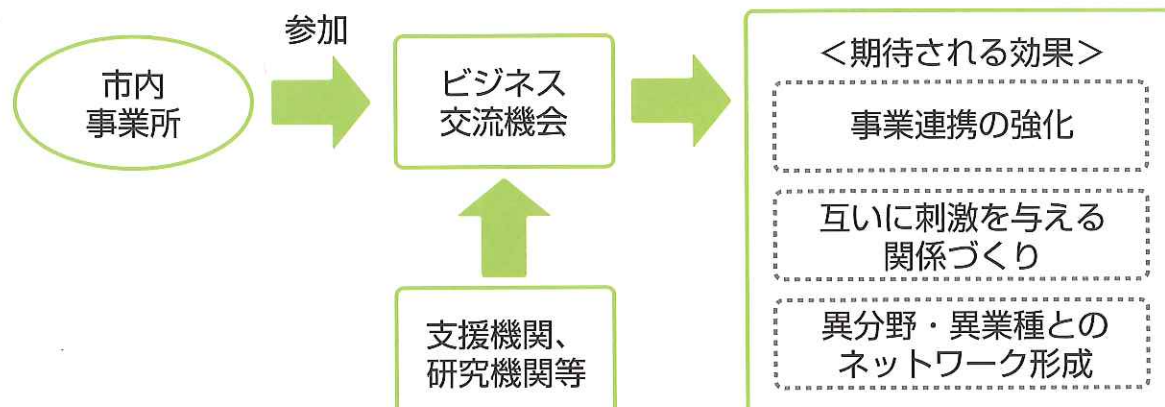 参加
市内
事業所
ビジネス
交流機会
支援機関、
研究機関等
＜期待される効果＞
事業連携の強化
互いに刺激を与える
関係づくり
異分野・異業種との
ネットワーク形成